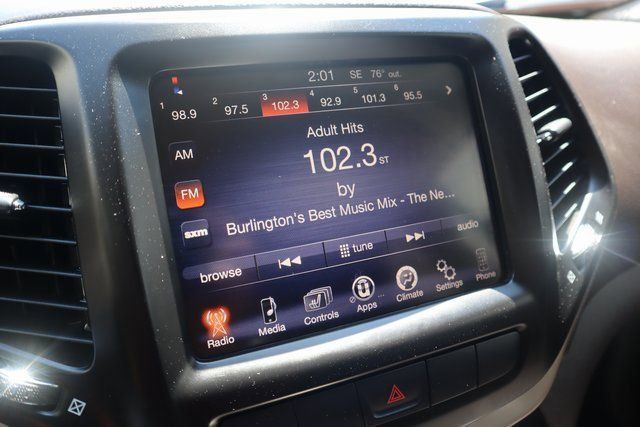 2:01 SE 76° out.
1 98.9 2 97.5 3 102.3 4 92.9 5 101.3 6 95.5
Adult Hits
AM
102.3 ST
FM
by
sxm
Burlington's Best Music Mix - The Ne...
browse tune audio
Radio Media Controls Apps Climate Settings Phone